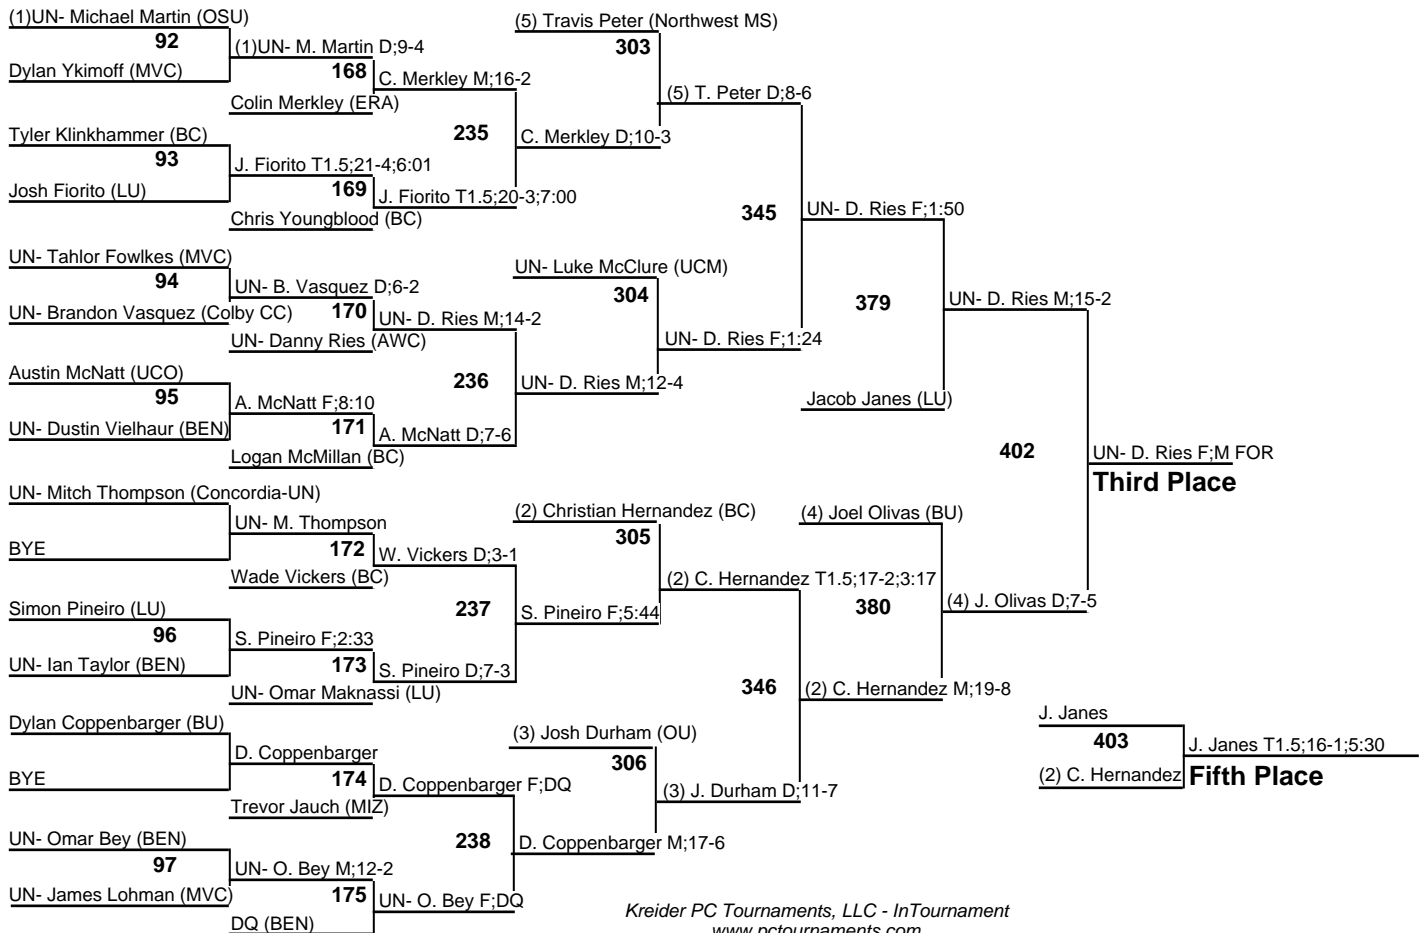 (1)UN- Michael Martin (OSU)
92
Dylan Ykimoff (MVC)
(1)UN- M. Martin D;9-4
168
Colin Merkley (ERA)
C. Merkley M;16-2
Tyler Klinkhammer (BC)
93
Josh Fiorito (LU)
J. Fiorito T1.5;21-4;6:01
169
Chris Youngblood (BC)
J. Fiorito T1.5;20-3;7:00
235
C. Merkley D;10-3
(5) Travis Peter (Northwest MS)
303
(5) T. Peter D;8-6
UN- Tahlor Fowlkes (MVC)
94
UN- Brandon Vasquez (Colby CC)
UN- B. Vasquez D;6-2
170
UN- Danny Ries (AWC)
UN- D. Ries M;14-2
Austin McNatt (UCO)
95
UN- Dustin Vielhaur (BEN)
A. McNatt F;8:10
171
Logan McMillan (BC)
A. McNatt D;7-6
236
UN- D. Ries M;12-4
UN- Luke McClure (UCM)
304
UN- D. Ries F;1:24
345
UN- D. Ries F;1:50
379
Jacob Janes (LU)
UN- D. Ries M;15-2
402
UN- D. Ries F;M FOR
Third Place
UN- Mitch Thompson (Concordia-UN)
BYE
UN- M. Thompson
172
Wade Vickers (BC)
W. Vickers D;3-1
Simon Pineiro (LU)
96
UN- Ian Taylor (BEN)
S. Pineiro F;2:33
173
UN- Omar Maknassi (LU)
S. Pineiro D;7-3
237
S. Pineiro F;5:44
(2) Christian Hernandez (BC)
305
(2) C. Hernandez T1.5;17-2;3:17
(4) Joel Olivas (BU)
380
(4) J. Olivas D;7-5
Dylan Coppenbarger (BU)
BYE
D. Coppenbarger
174
Trevor Jauch (MIZ)
D. Coppenbarger F;DQ
UN- Omar Bey (BEN)
97
UN- James Lohman (MVC)
UN- O. Bey M;12-2
175
DQ (BEN)
UN- O. Bey F;DQ
238
D. Coppenbarger M;17-6
(3) Josh Durham (OU)
306
(3) J. Durham D;11-7
346
(2) C. Hernandez M;19-8
J. Janes
403
(2) C. Hernandez
J. Janes T1.5;16-1;5:30
Fifth Place
Kreider PC Tournaments, LLC - InTournament
www.pctournaments.com